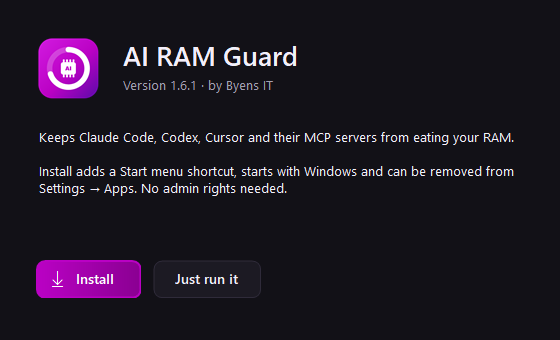 AI
AI RAM Guard
Version 1.6.1 · by Byens IT
Keeps Claude Code, Codex, Cursor and their MCP servers from eating your RAM.
Install adds a Start menu shortcut, starts with Windows and can be removed from
Settings → Apps. No admin rights needed.
Install
Just run it